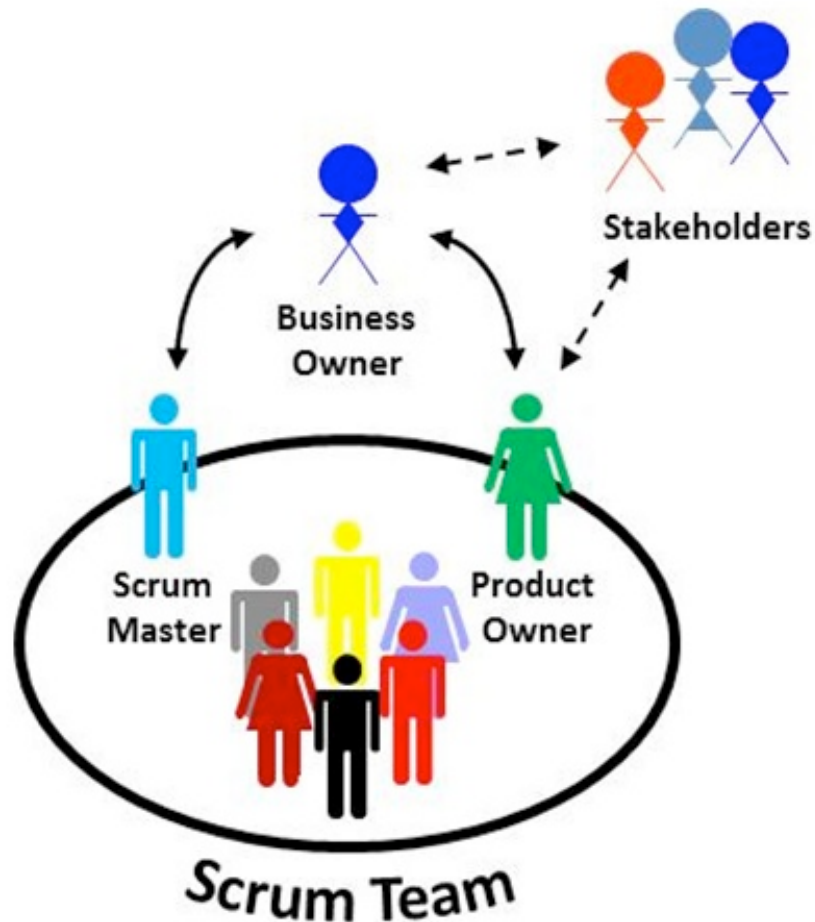 Stakeholders
Business
Owner
Scrum
Master
Product
Owner
Scrum Team